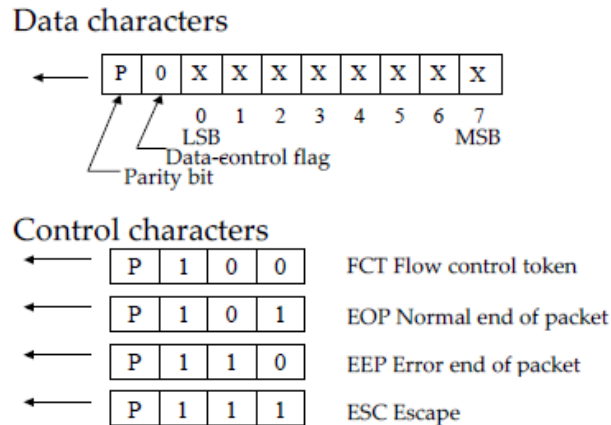 Data characters
P 0 X X X X X X X X
0 1 2 3 4 5 6 7
LSB MSB
Data-control flag
Parity bit
Control characters
P 1 0 0 FCT Flow control token
P 1 0 1 EOP Normal end of packet
P 1 1 0 EEP Error end of packet
P 1 1 1 ESC Escape